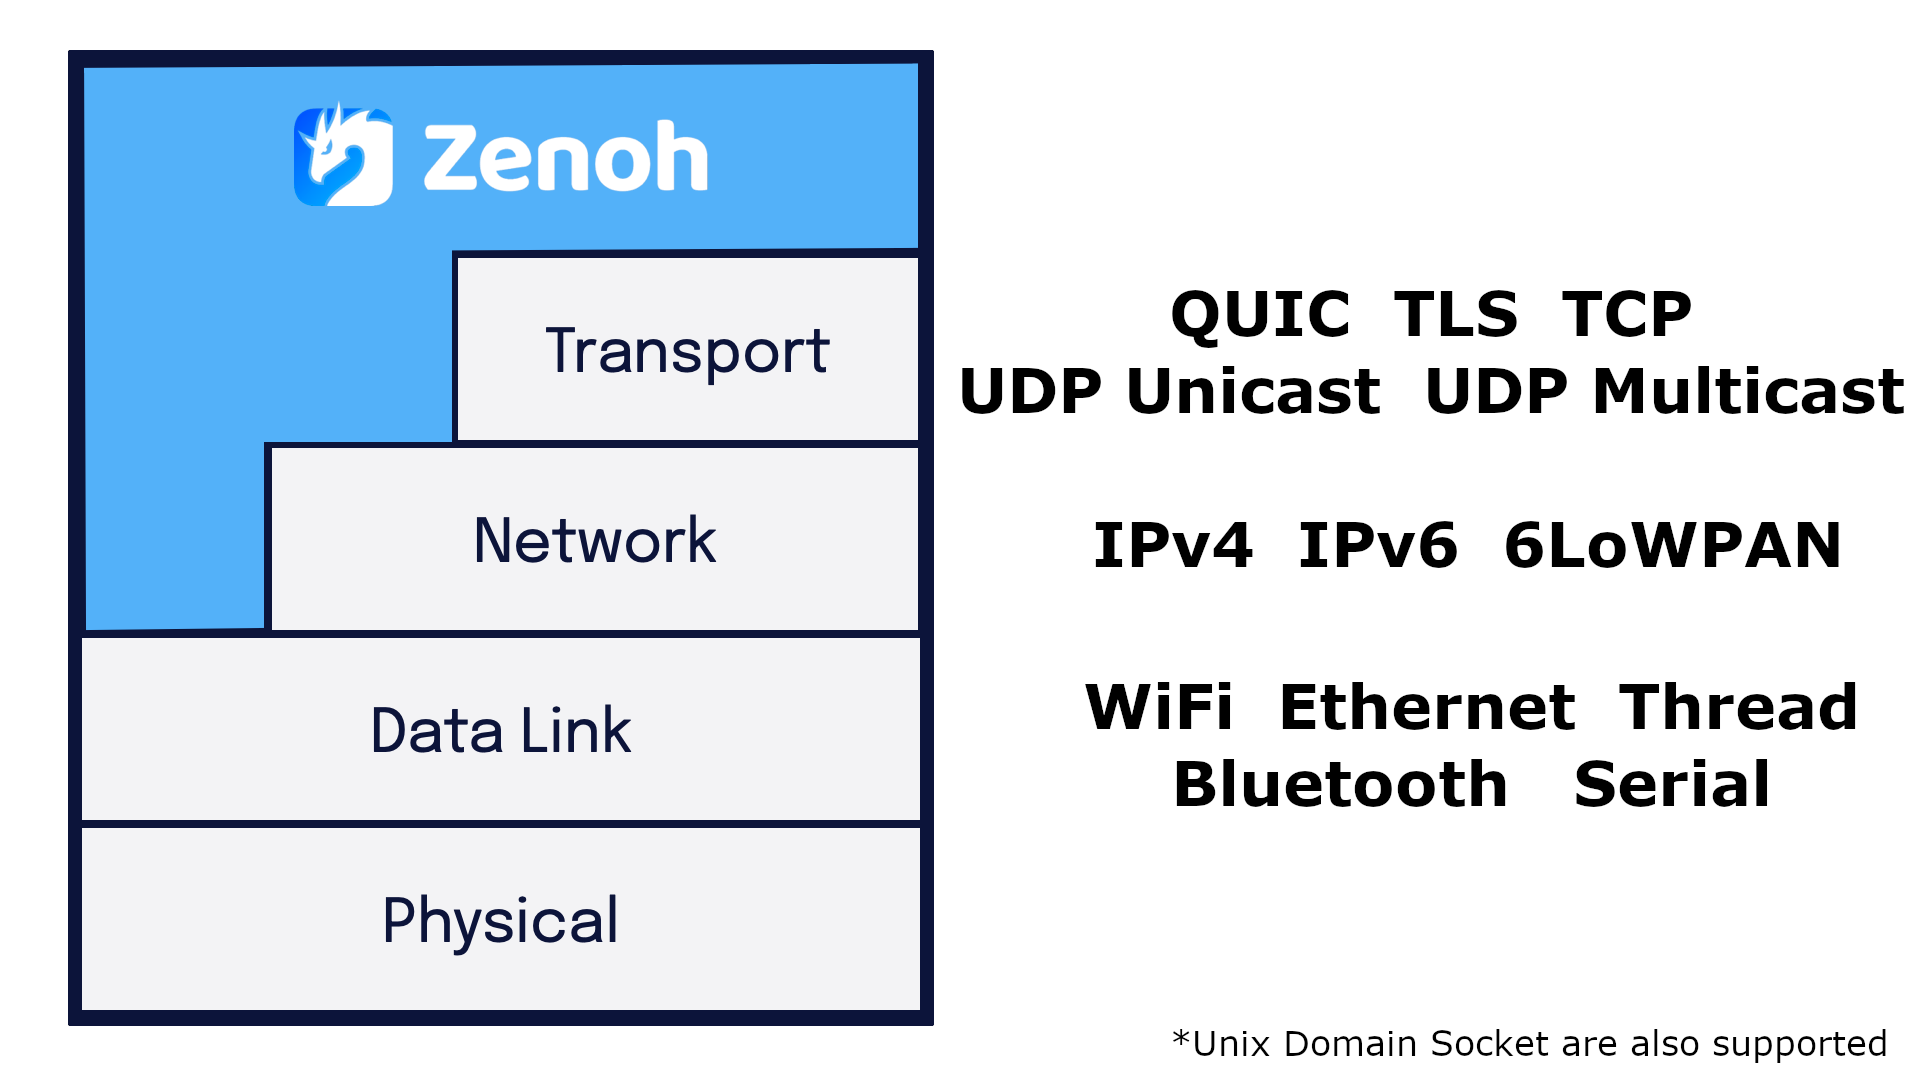 Zenoh
Transport
QUIC TLS TCP
UDP Unicast UDP Multicast
Network
IPv4 IPv6 6LoWPAN
Data Link
WiFi Ethernet Thread
Bluetooth Serial
Physical
*Unix Domain Socket are also supported